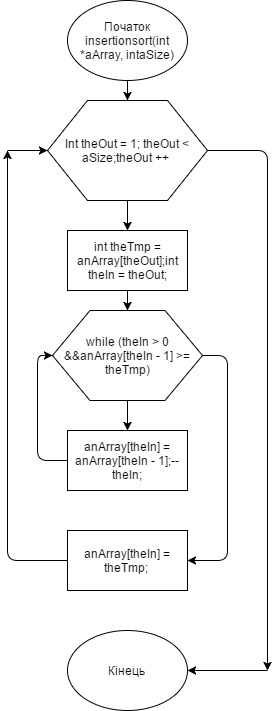 Початок
insertionsort(int
*aArray, intaSize)
Int theOut = 1; theOut <
aSize;theOut ++
int theTmp =
anArray[theOut];int
theIn = theOut;
while (theIn > 0
&&anArray[theIn - 1] >=
theTmp)
anArray[theIn] =
anArray[theIn - 1];--
theIn;
anArray[theIn] =
theTmp;
Кінець